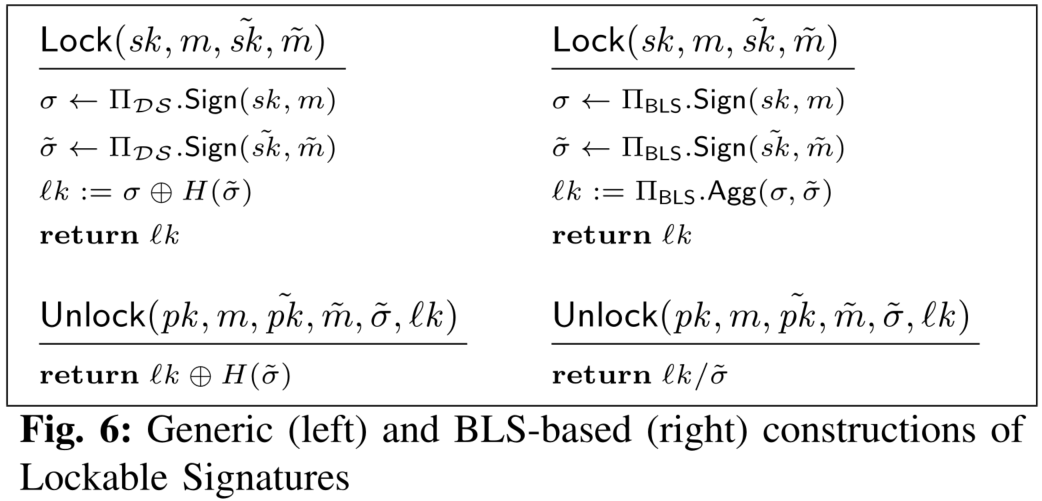 Lock(sk, m, s̃k, m̃)
σ ← Π_𝒟𝒮.Sign(sk, m)
σ̃ ← Π_𝒟𝒮.Sign(s̃k, m̃)
ℓk := σ ⊕ H(σ̃)
return ℓk
Unlock(pk, m, p̃k, m̃, σ̃, ℓk)
return ℓk ⊕ H(σ̃)
Lock(sk, m, s̃k, m̃)
σ ← Π_BLS.Sign(sk, m)
σ̃ ← Π_BLS.Sign(s̃k, m̃)
ℓk := Π_BLS.Agg(σ, σ̃)
return ℓk
Unlock(pk, m, p̃k, m̃, σ̃, ℓk)
return ℓk/σ̃
Fig. 6: Generic (left) and BLS-based (right) constructions of
Lockable Signatures